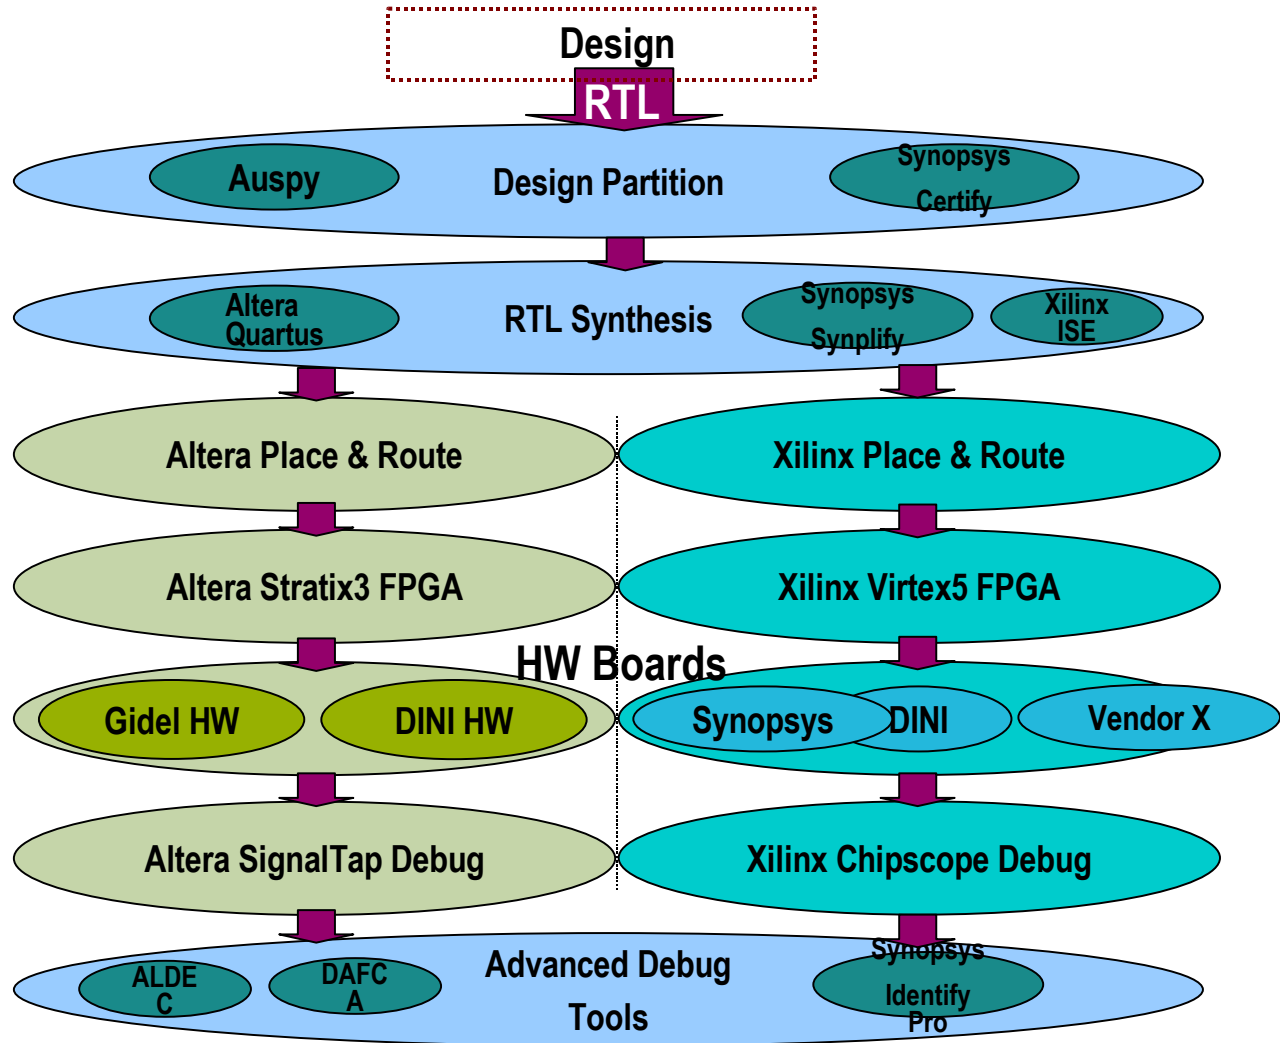 Design
RTL
Auspy
Design Partition
Synopsys
Certify
Altera
Quartus
RTL Synthesis
Synopsys
Synplify
Xilinx
ISE
Altera Place & Route
Xilinx Place & Route
Altera Stratix3 FPGA
Xilinx Virtex5 FPGA
HW Boards
Gidel HW
DINI HW
Synopsys
DINI
Vendor X
Altera SignalTap Debug
Xilinx Chipscope Debug
ALDE
C
DAFC
A
Advanced Debug
Tools
Synopsys
Identify
Pro